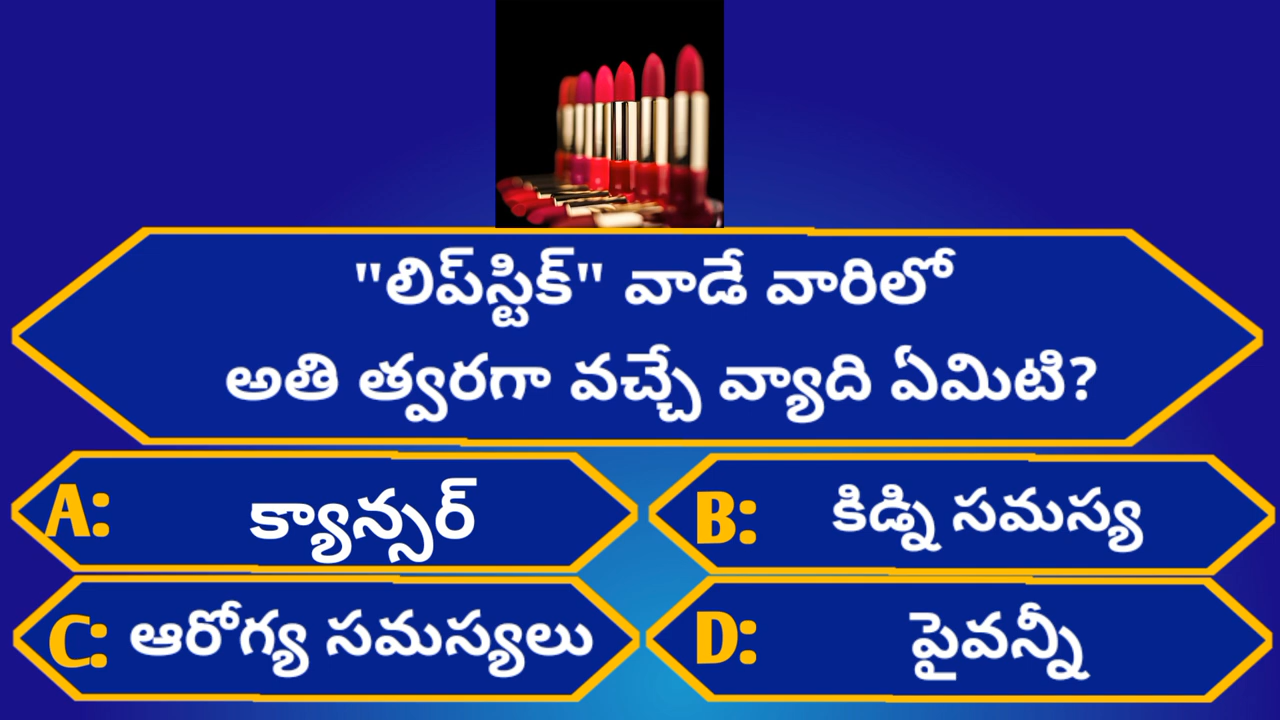 "లిప్‌స్టిక్" వాడే వారిలో
అతి త్వరగా వచ్చే వ్యాది ఏమిటి?
A: క్యాన్సర్
B: కిడ్ని సమస్య
C: ఆరోగ్య సమస్యలు
D: పైవన్నీ